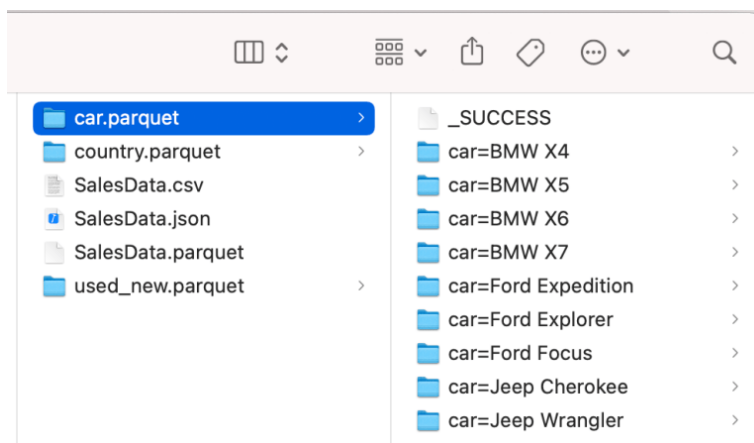 car.parquet
country.parquet
SalesData.csv
SalesData.json
SalesData.parquet
used_new.parquet
_SUCCESS
car=BMW X4
car=BMW X5
car=BMW X6
car=BMW X7
car=Ford Expedition
car=Ford Explorer
car=Ford Focus
car=Jeep Cherokee
car=Jeep Wrangler